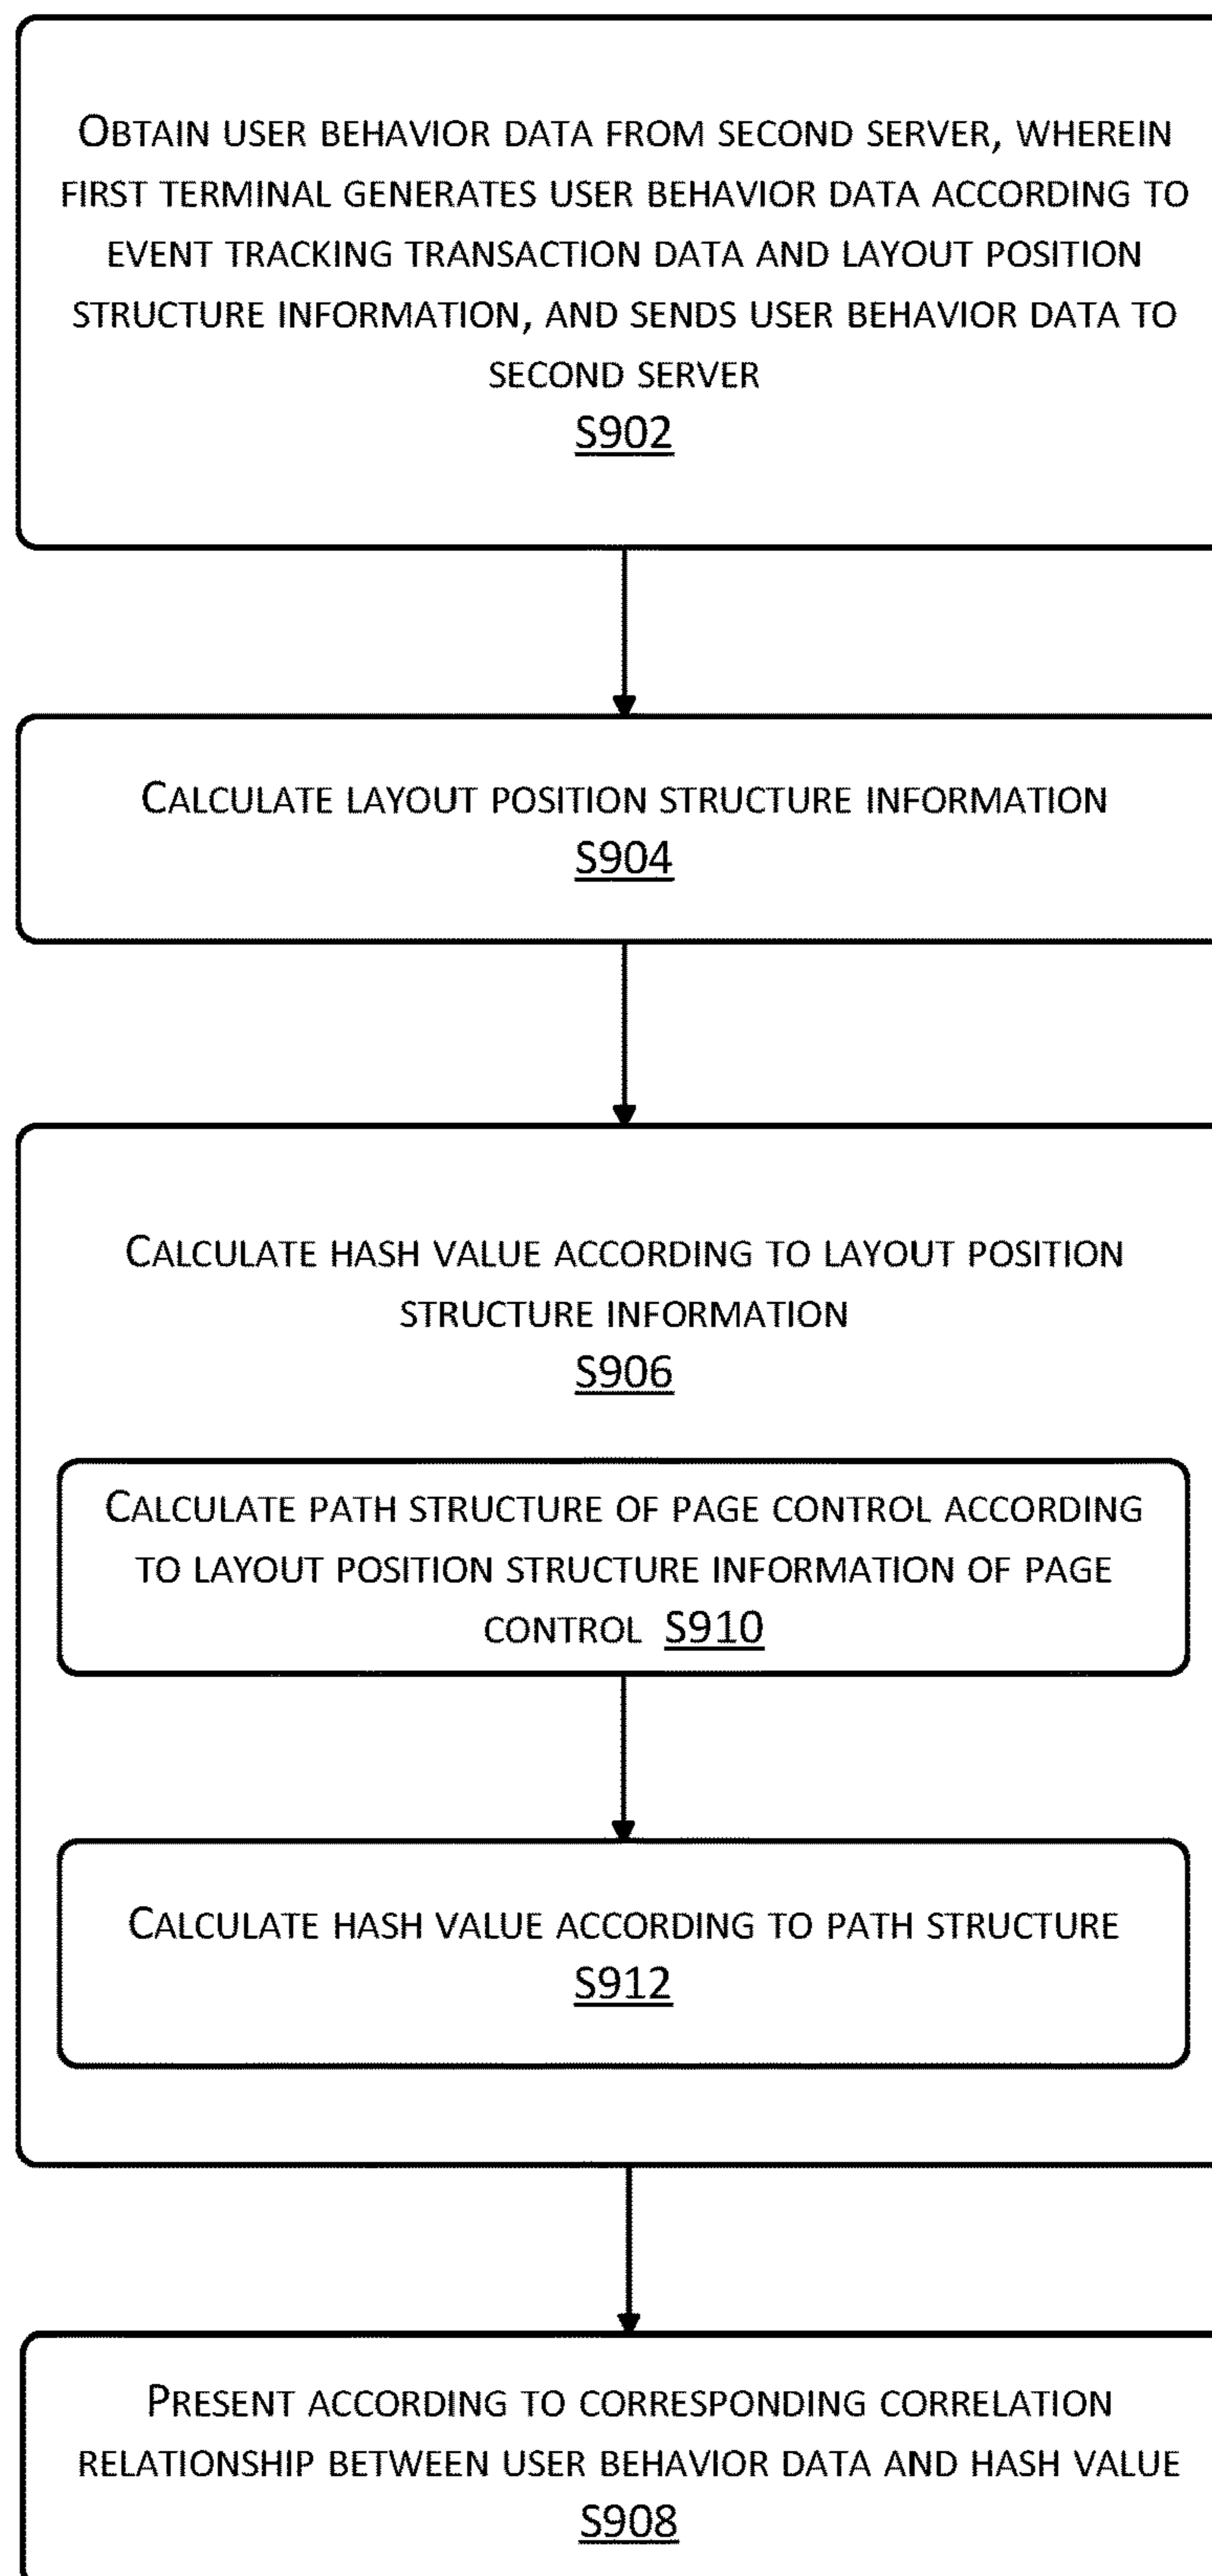 OBTAIN USER BEHAVIOR DATA FROM SECOND SERVER, WHEREIN
FIRST TERMINAL GENERATES USER BEHAVIOR DATA ACCORDING TO
EVENT TRACKING TRANSACTION DATA AND LAYOUT POSITION
STRUCTURE INFORMATION, AND SENDS USER BEHAVIOR DATA TO
SECOND SERVER
S902
CALCULATE LAYOUT POSITION STRUCTURE INFORMATION
S904
CALCULATE HASH VALUE ACCORDING TO LAYOUT POSITION
STRUCTURE INFORMATION
S906
CALCULATE PATH STRUCTURE OF PAGE CONTROL ACCORDING
TO LAYOUT POSITION STRUCTURE INFORMATION OF PAGE
CONTROL S910
CALCULATE HASH VALUE ACCORDING TO PATH STRUCTURE
S912
PRESENT ACCORDING TO CORRESPONDING CORRELATION
RELATIONSHIP BETWEEN USER BEHAVIOR DATA AND HASH VALUE
S908